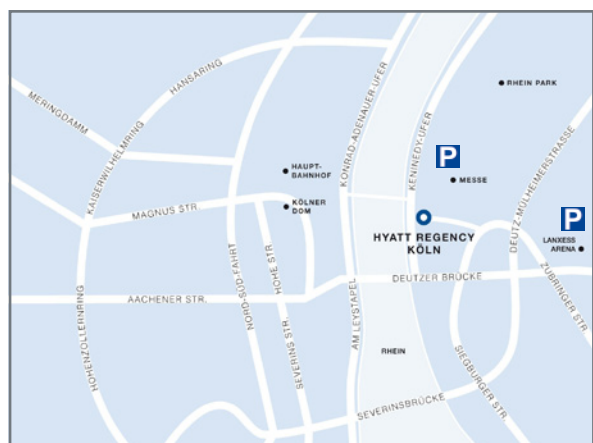 HANSARING
MERINGDAMM
KAISERWILHELMRING
KONRAD-ADENAUER-UFER
KENINEDY-UFER
RHEIN PARK
P
MESSE
DEUTZ-MÜLHEIMERSTRASSE
HAUPT-
BAHNHOF
KÖLNER
DOM
MAGNUS STR.
P
HYATT REGENCY
KÖLN
LANXESS
ARENA
ZUBRINGER STR.
DEUTZER BRÜCKE
AACHENER STR.
HOHENZOLLERNRING
NORD-SÜD-FAHRT
HOHE STR.
SEVERING STR.
AM LEYSTAPEL
RHEIN
SIEGBURGER STR.
SEVERINSBRÜCKE